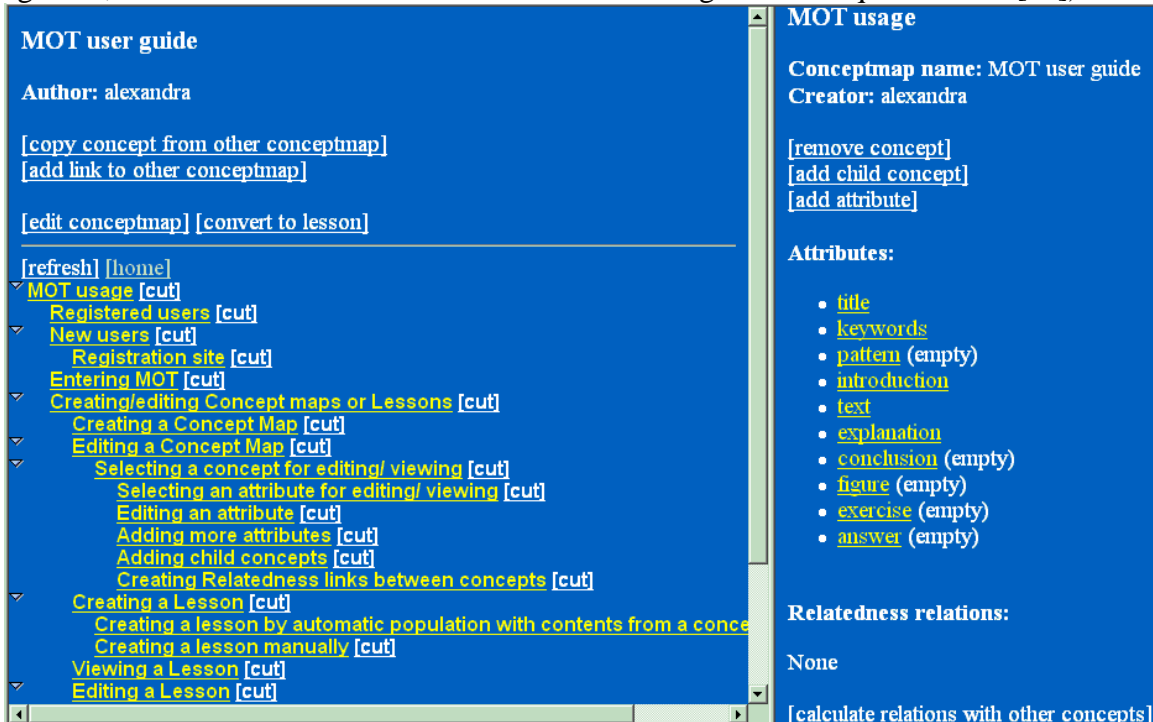 MOT user guide
Author: alexandra
[copy concept from other conceptmap]
[add link to other conceptmap]
[edit conceptmap] [convert to lesson]
[refresh] [home]
MOT usage [cut]
Registered users [cut]
New users [cut]
Registration site [cut]
Entering MOT [cut]
Creating/editing Concept maps or Lessons [cut]
Creating a Concept Map [cut]
Editing a Concept Map [cut]
Selecting a concept for editing/ viewing [cut]
Selecting an attribute for editing/ viewing [cut]
Editing an attribute [cut]
Adding more attributes [cut]
Adding child concepts [cut]
Creating Relatedness links between concepts [cut]
Creating a Lesson [cut]
Creating a lesson by automatic population with contents from a conce
Creating a lesson manually [cut]
Viewing a Lesson [cut]
Editing a Lesson [cut]
MOT usage
Conceptmap name: MOT user guide
Creator: alexandra
[remove concept]
[add child concept]
[add attribute]
Attributes:
title
keywords
pattern (empty)
introduction
text
explanation
conclusion (empty)
figure (empty)
exercise (empty)
answer (empty)
Relatedness relations:
None
[calculate relations with other concepts]